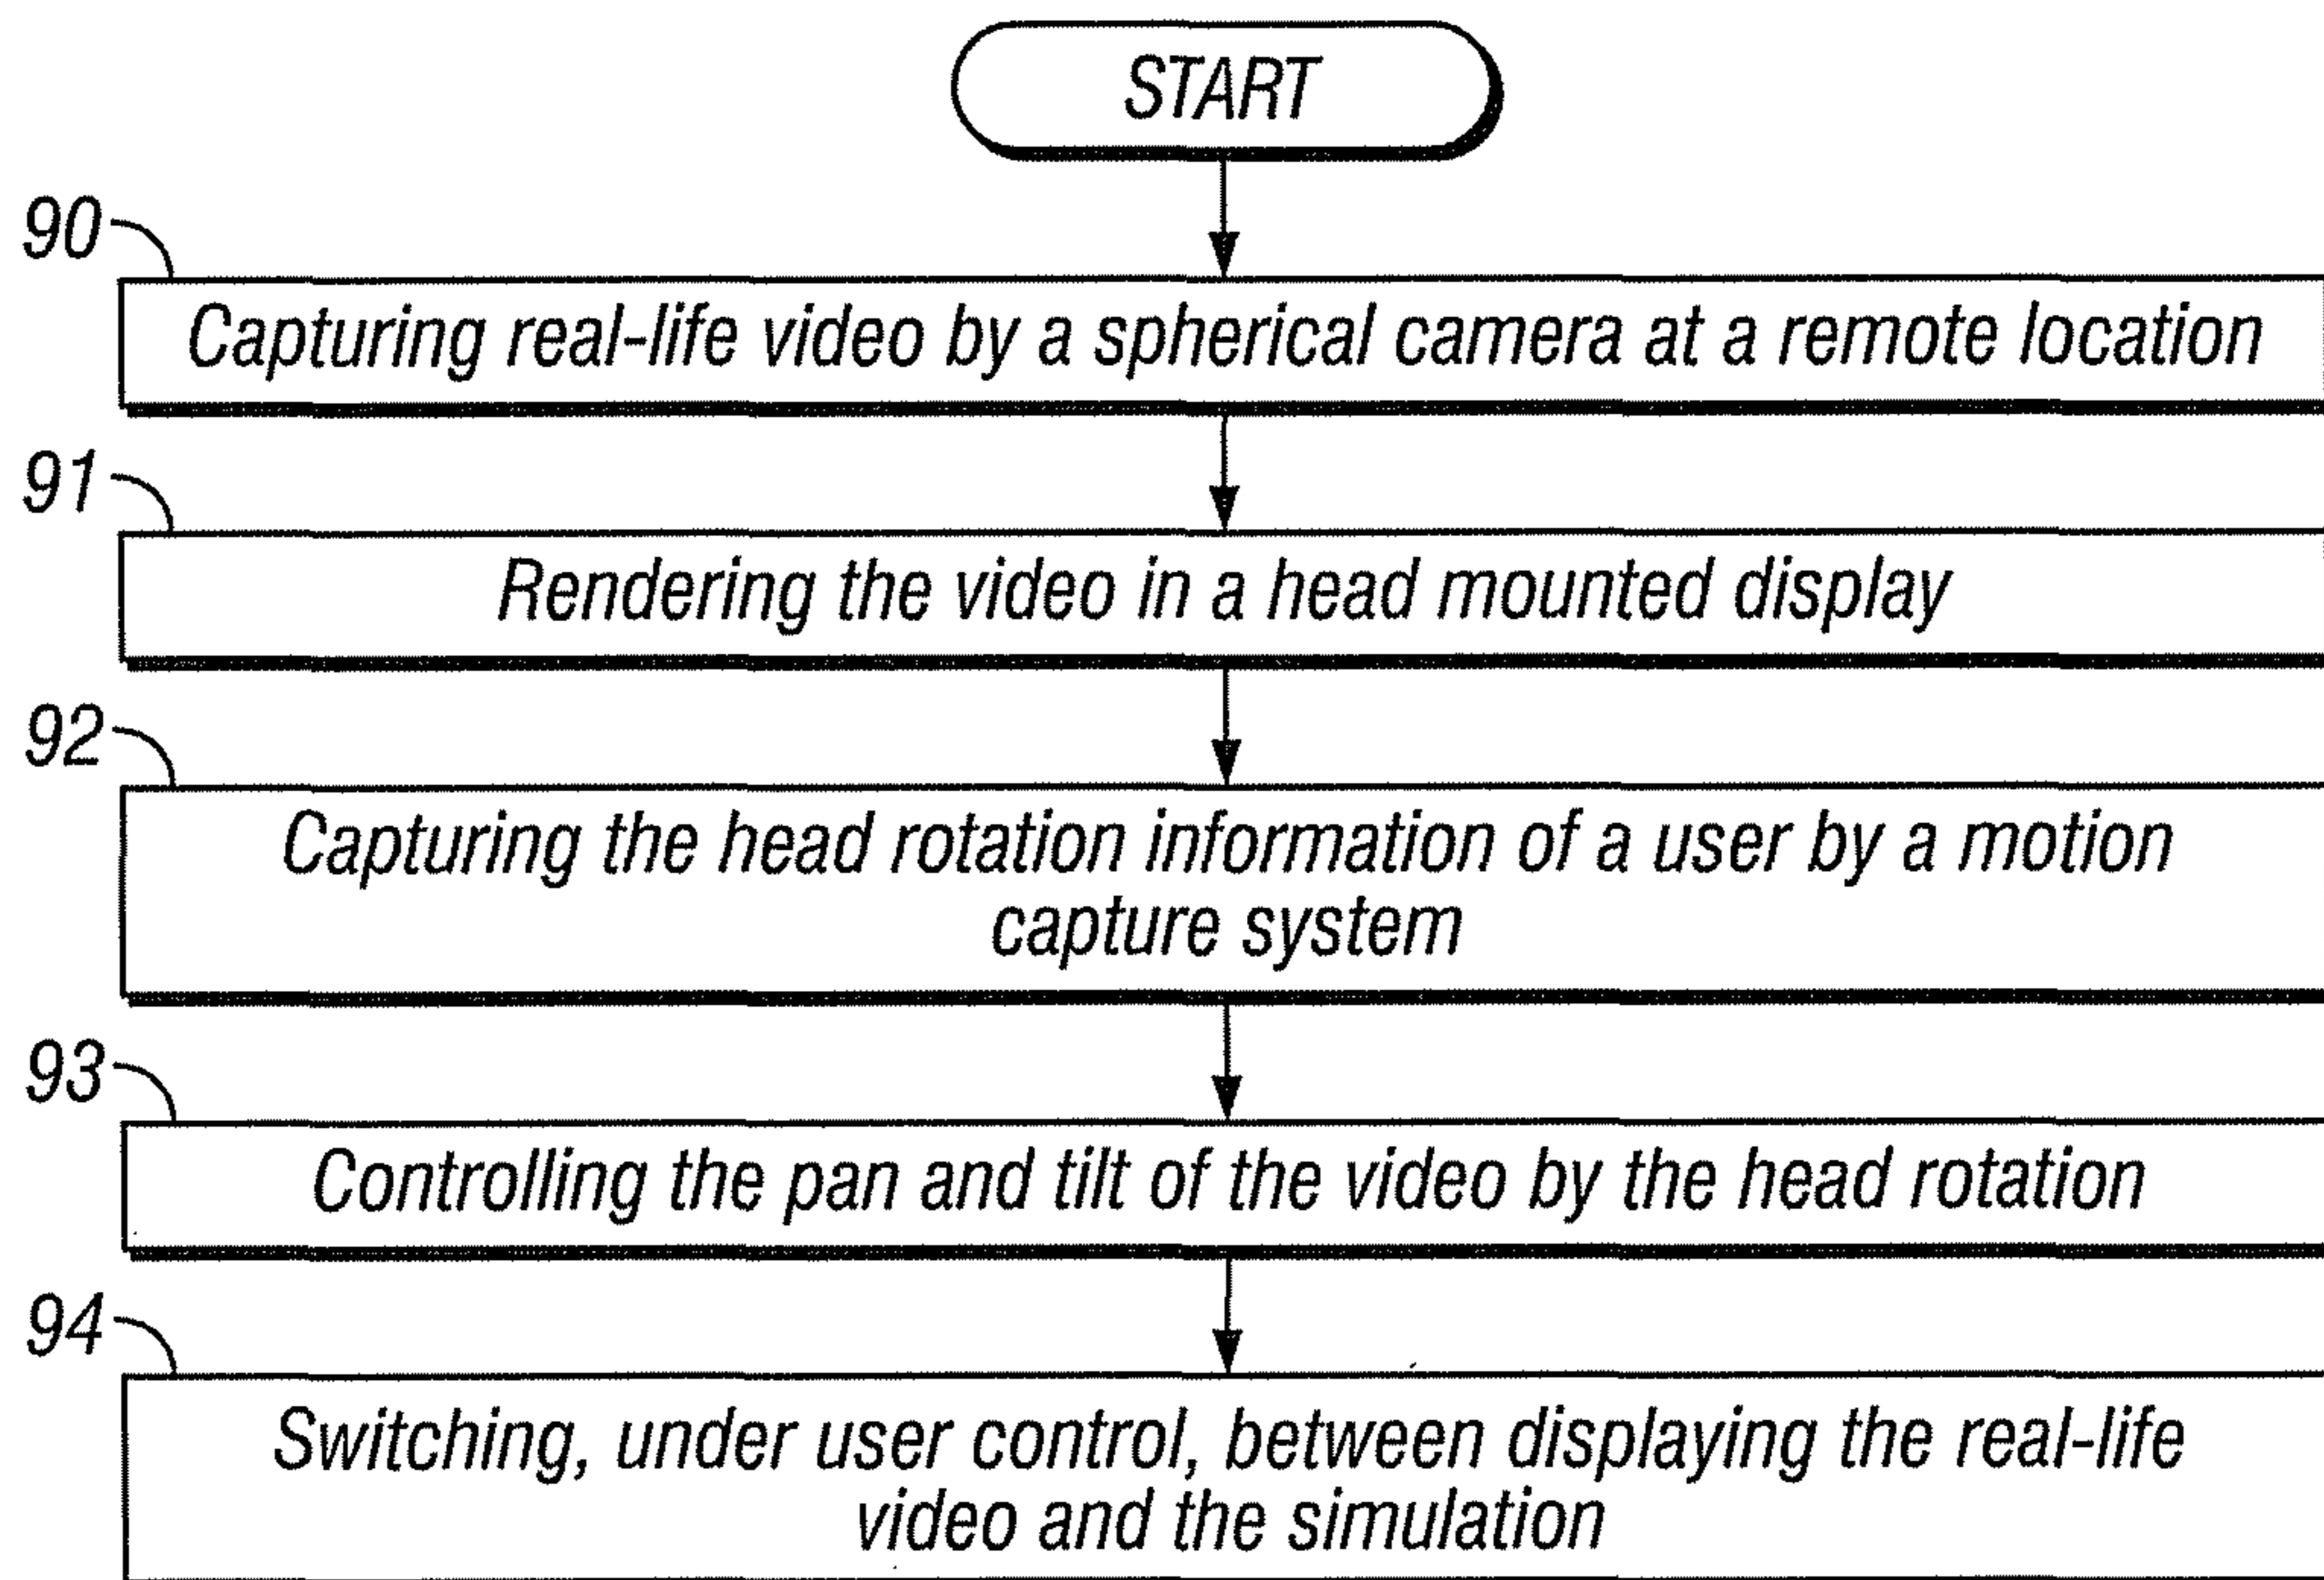 START
90
Capturing real-life video by a spherical camera at a remote location
91
Rendering the video in a head mounted display
92
Capturing the head rotation information of a user by a motion
capture system
93
Controlling the pan and tilt of the video by the head rotation
94
Switching, under user control, between displaying the real-life
video and the simulation